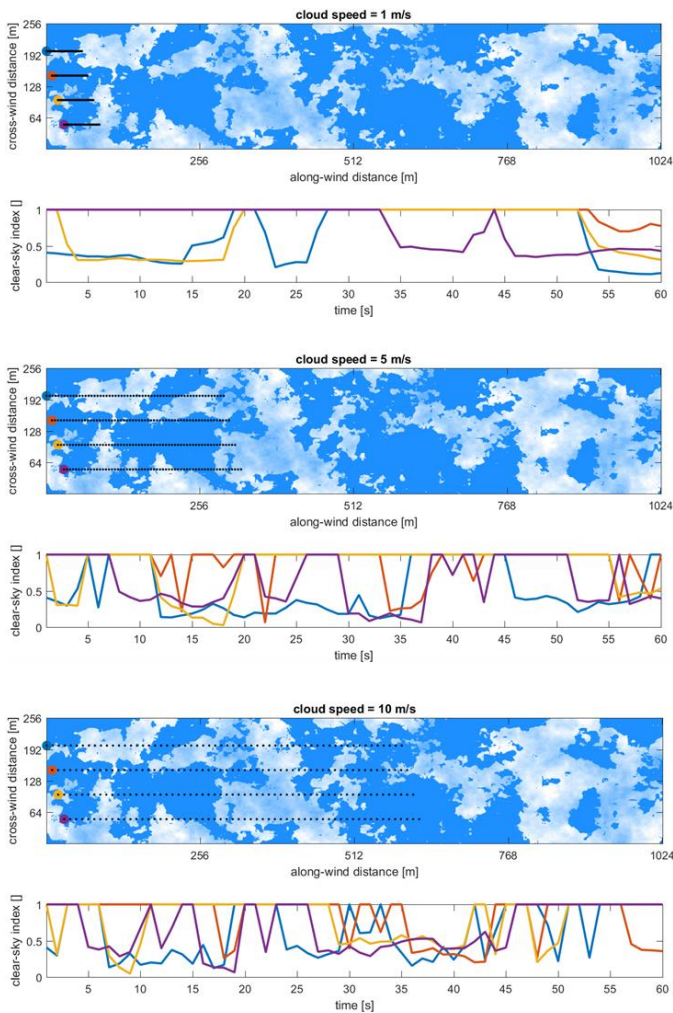 cloud speed = 1 m/s
cross-wind distance [m]
256
192
128
64
256 512 768 1024
along-wind distance [m]
clear-sky index []
1
0.5
0
5 10 15 20 25 30 35 40 45 50 55 60
time [s]
cloud speed = 5 m/s
cross-wind distance [m]
256
192
128
64
256 512 768 1024
along-wind distance [m]
clear-sky index []
1
0.5
0
5 10 15 20 25 30 35 40 45 50 55 60
time [s]
cloud speed = 10 m/s
cross-wind distance [m]
256
192
128
64
256 512 768 1024
along-wind distance [m]
clear-sky index []
1
0.5
0
5 10 15 20 25 30 35 40 45 50 55 60
time [s]